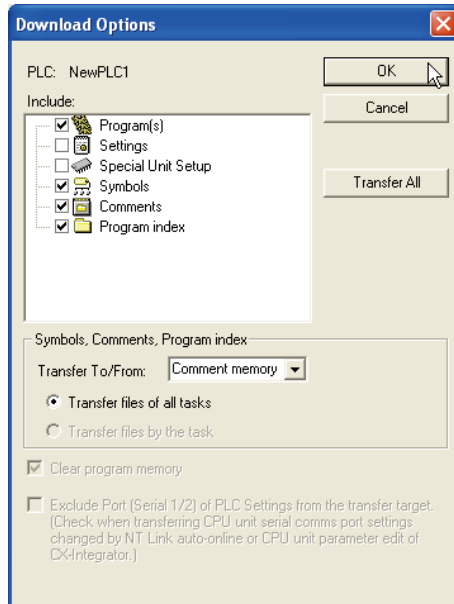 Download Options
PLC: NewPLC1
OK
Include:
Cancel
Program(s)
Settings
Special Unit Setup
Transfer All
Symbols
Comments
Program index
Symbols, Comments, Program index
Transfer To/From: Comment memory
Transfer files of all tasks
Transfer files by the task
Clear program memory
Exclude Port (Serial 1/2) of PLC Settings from the transfer target.
(Check when transferring CPU unit serial comms port settings
changed by NT Link auto-online or CPU unit parameter edit of
CX-Integrator.)